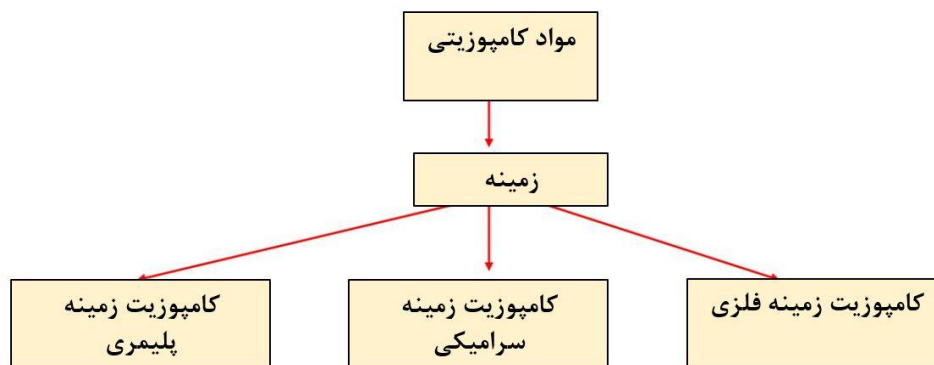 مواد کامپوزیتی
زمینه
کامپوزیت زمینه فلزی
کامپوزیت زمینه
سرامیکی
کامپوزیت زمینه
پلیمری